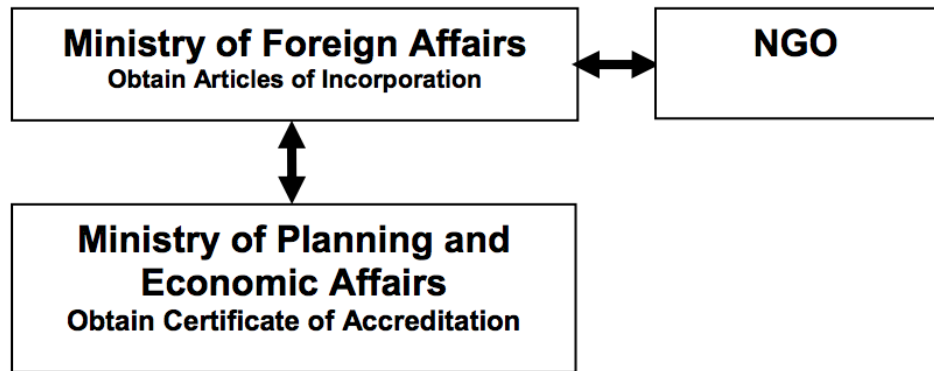 Ministry of Foreign Affairs
Obtain Articles of Incorporation
NGO
Ministry of Planning and
Economic Affairs
Obtain Certificate of Accreditation